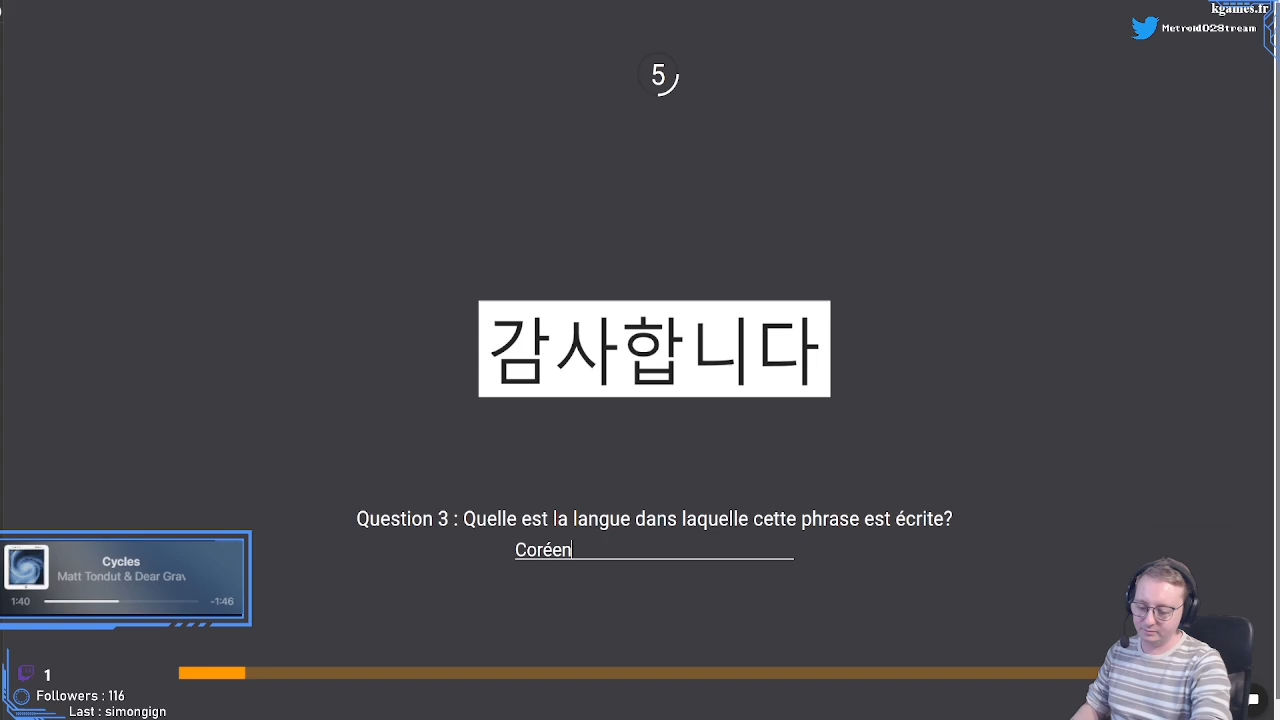 kgames.fr
Metroid02Stream
5
감사합니다
Question 3 : Quelle est la langue dans laquelle cette phrase est écrite?
Coréen
Cycles
Matt Tondut & Dear Grav
1:40
-1:46
1
Followers : 116
Last : simongign